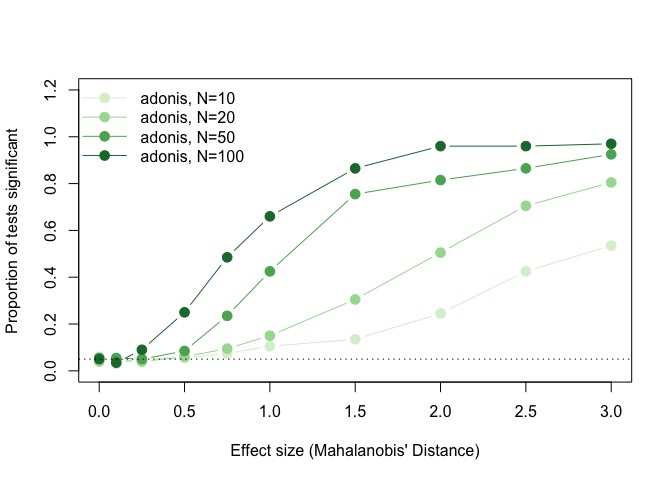 adonis, N=10
adonis, N=20
adonis, N=50
adonis, N=100
Proportion of tests significant
1.2
1.0
0.8
0.6
0.4
0.2
0.0
0.0 0.5 1.0 1.5 2.0 2.5 3.0
Effect size (Mahalanobis' Distance)